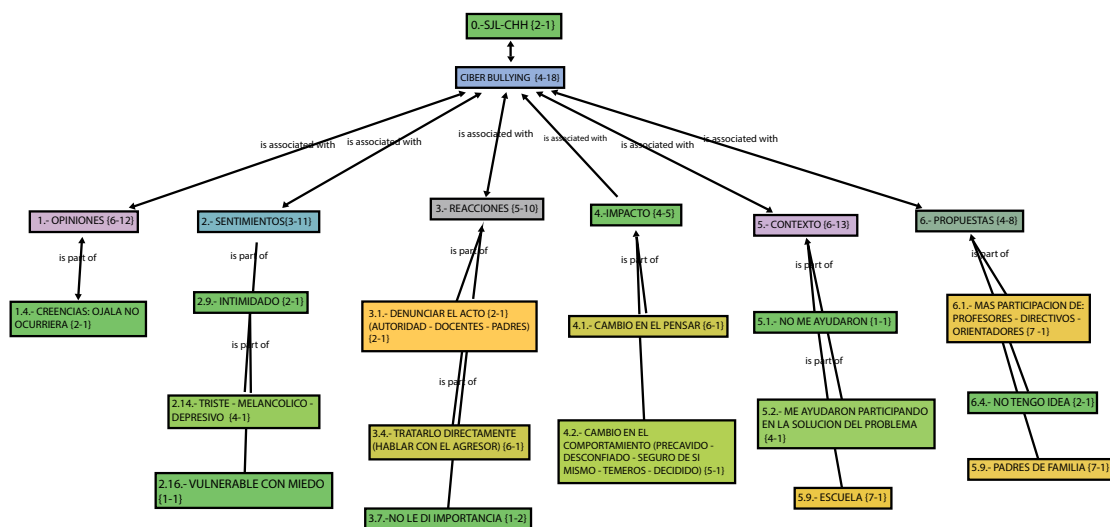 0.-SJL-CHH {2-1}
CIBER BULLYING {4-18}
is associated with
is associated with
is associated with
is associated with
is associated with
is associated with
1.- OPINIONES {6-12}
2.- SENTIMIENTOS{3-11}
3.- REACCIONES {5-10}
4.-IMPACTO {4-5}
5.- CONTEXTO {6-13}
6.- PROPUESTAS {4-8}
is part of
is part of
is part of
is part of
is part of
is part of
1.4.- CREENCIAS: OJALA NO
OCURRIERA {2-1}
2.9.- INTIMIDADO {2-1}
3.1.- DENUNCIAR EL ACTO {2-1}
(AUTORIDAD - DOCENTES - PADRES)
{2-1}
4.1.- CAMBIO EN EL PENSAR {6-1}
5.1.- NO ME AYUDARON {1-1}
6.1.- MAS PARTICIPACION DE:
PROFESORES - DIRECTIVOS -
ORIENTADORES {7 -1}
is part of
is part of
is part of
2.14.- TRISTE - MELANCOLICO -
DEPRESIVO {4-1}
3.4.- TRATARLO DIRECTAMENTE
(HABLAR CON EL AGRESOR) {6-1}
4.2.- CAMBIO EN EL
COMPORTAMIENTO (PRECAVIDO -
DESCONFIADO - SEGURO DE SI
MISMO - TEMEROS - DECIDIDO) {5-1}
5.2.- ME AYUDARON PARTICIPANDO
EN LA SOLUCION DEL PROBLEMA
{4-1}
6.4.- NO TENGO IDEA {2-1}
2.16.- VULNERABLE CON MIEDO
{1-1}
3.7.-NO LE DI IMPORTANCIA {1-2}
5.9.- ESCUELA {7-1}
5.9.- PADRES DE FAMILIA {7-1}